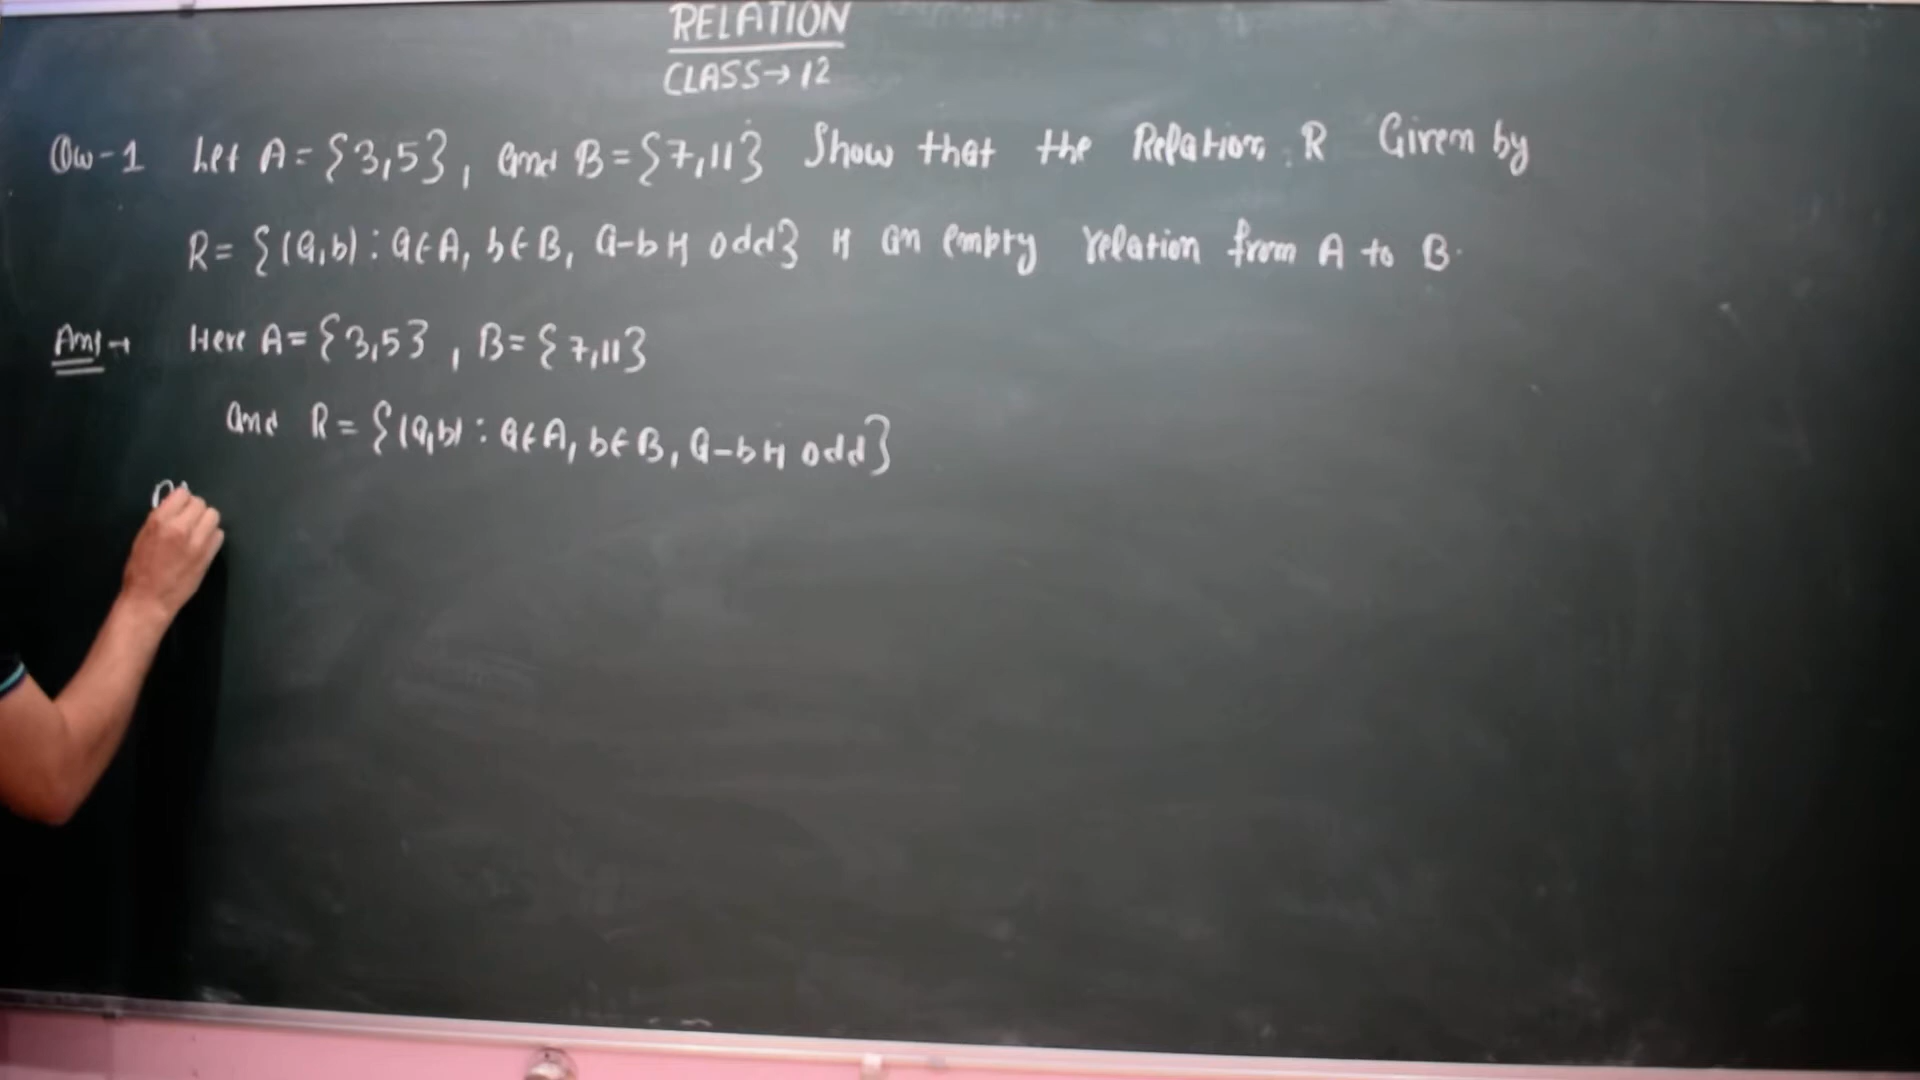 RELATION
CLASS→12
Qu-1 Let A={3,5}, and B={7,11} Show that the Relation R Given by
R= {(a,b) : a∈A, b∈B, a-b is odd} is an empty relation from A to B.
Ans→ Here A={3,5}, B={7,11}
and R={(a,b) : a∈A, b∈B, a-b is odd}